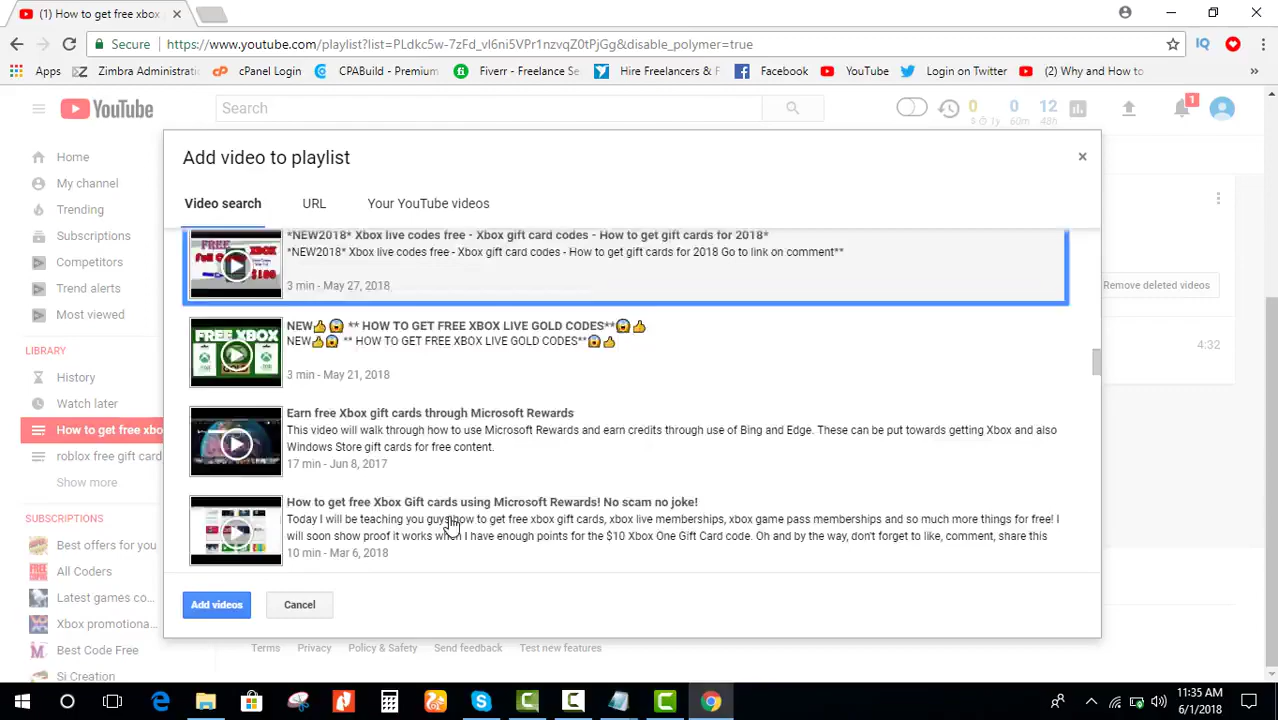 (1) How to get free xbox
Secure
https://www.youtube.com/playlist?list=PLdkc5w-7zFd_vl6ni5VPr1nzvqZ0tPjGg&disable_polymer=true
Apps
Zimbra Administrati
cPanel Login
CPABuild - Premium
Fiverr - Freelance Se
Hire Freelancers & F
Facebook
YouTube
Login on Twitter
(2) Why and How to
YouTube
Search
0
1y
0
60m
12
48h
1
Add video to playlist
Video search
URL
Your YouTube videos
Home
My channel
Trending
Subscriptions
Competitors
Trend alerts
Most viewed
LIBRARY
History
Watch later
How to get free xbo
roblox free gift card
Show more
SUBSCRIPTIONS
Best offers for you
All Coders
Latest games co...
Xbox promotiona...
Best Code Free
Si Creation
*NEW2018* Xbox live codes free - Xbox gift card codes - How to get gift cards for 2018*
*NEW2018* Xbox live codes free - Xbox gift card codes - How to get gift cards for 2018 Go to link on comment**
3 min - May 27, 2018
FREE XBOX
NEW👍😱 ** HOW TO GET FREE XBOX LIVE GOLD CODES**😱👍
NEW👍😱 ** HOW TO GET FREE XBOX LIVE GOLD CODES**😱👍
3 min - May 21, 2018
Earn free Xbox gift cards through Microsoft Rewards
This video will walk through how to use Microsoft Rewards and earn credits through use of Bing and Edge. These can be put towards getting Xbox and also
Windows Store gift cards for free content.
17 min - Jun 8, 2017
How to get free Xbox Gift cards using Microsoft Rewards! No scam no joke!
Today I will be teaching you guys how to get free xbox gift cards, xbox live memberships, xbox game pass memberships and so much more things for free! I
will soon show proof it works when I have enough points for the $10 Xbox One Gift Card code. Oh and by the way, don't forget to like, comment, share this
10 min - Mar 6, 2018
Remove deleted videos
4:32
Add videos
Cancel
Terms
Privacy
Policy & Safety
Send feedback
Test new features
11:35 AM
6/1/2018